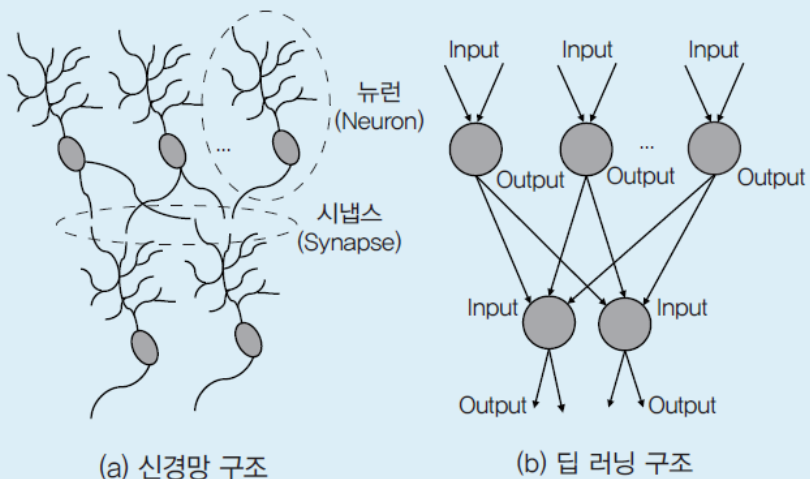 뉴런
(Neuron)
...
시냅스
(Synapse)
(a) 신경망 구조
Input
Input
Input
...
Output
Output
Output
Input
Input
Output
Output
(b) 딥 러닝 구조